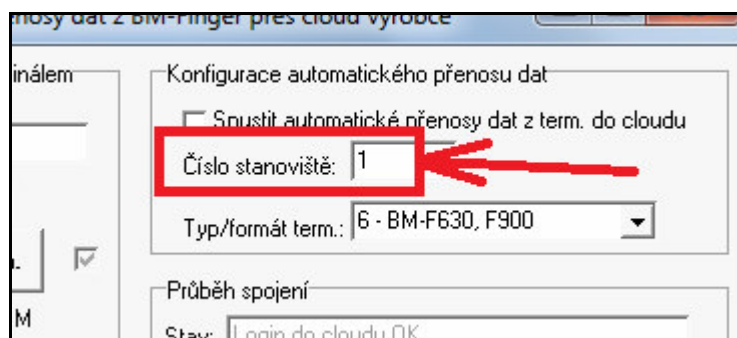 nosy dat z BM-Finger přes cloud výrobce
inálem
Konfigurace automatického přenosu dat
Spustit automatické přenosy dat z term. do cloudu
Číslo stanoviště: 1
Typ/formát term.: 6 - BM-F630, F900
Průběh spojení
M
Stav: Login do cloudu OK